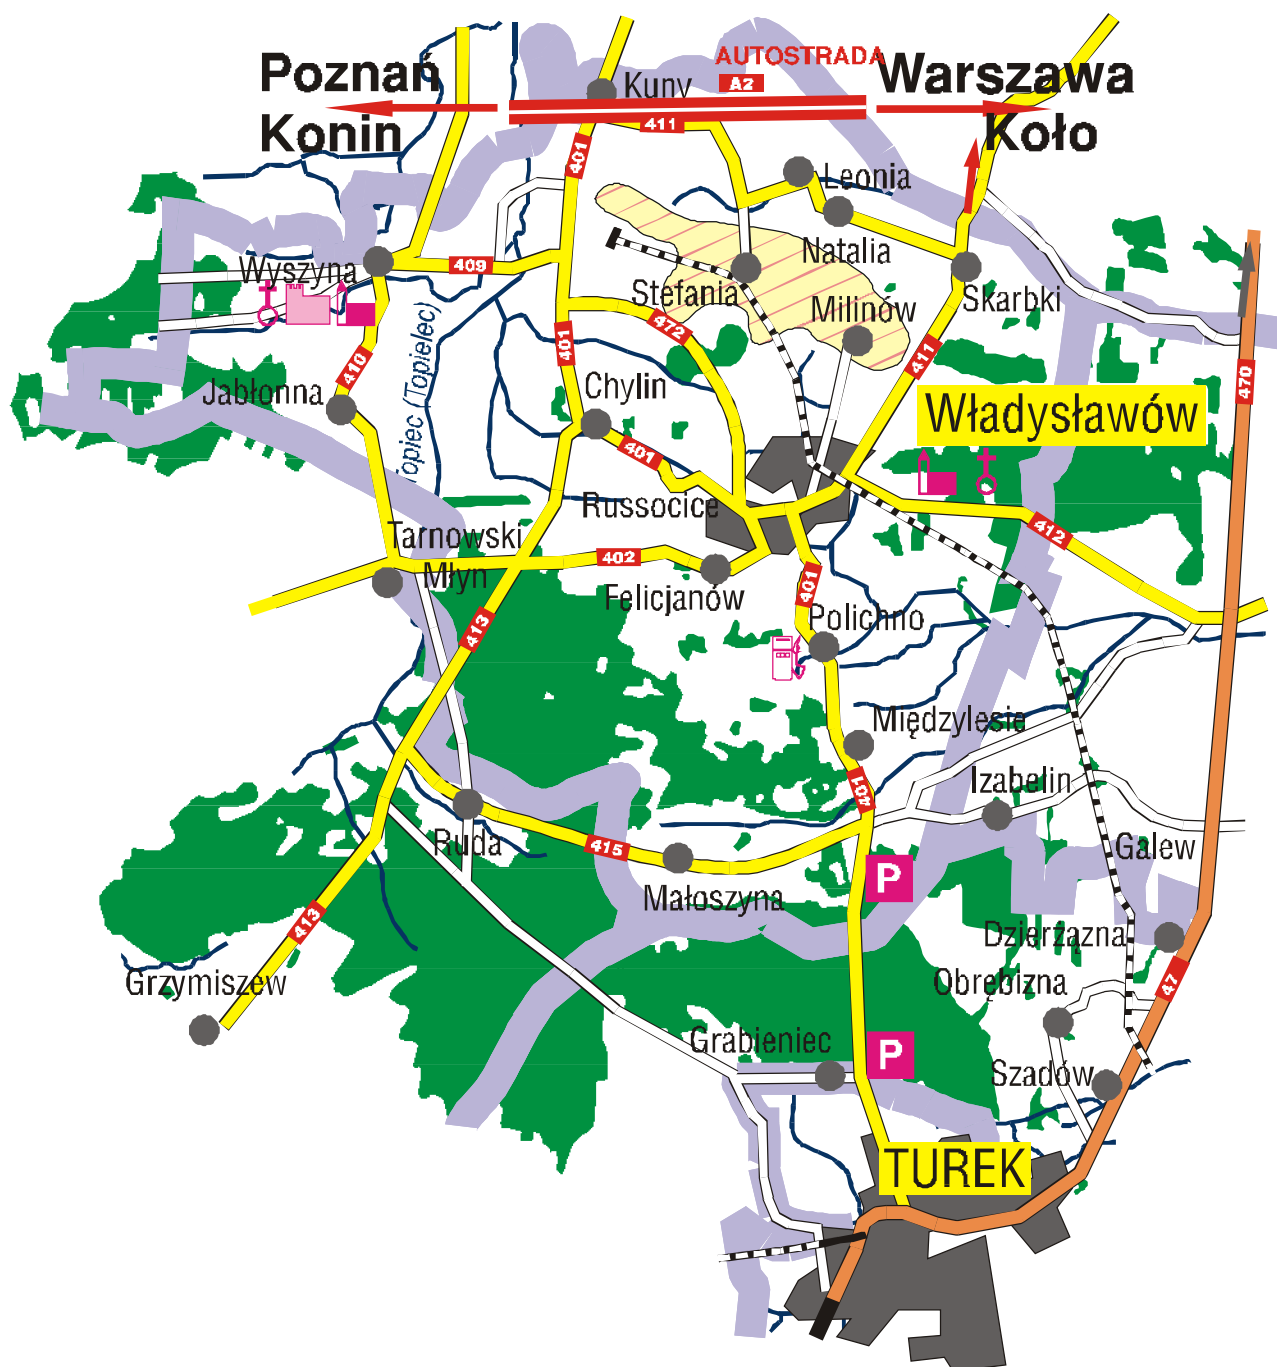 AUTOSTRADA
Poznań
Kuny
A2
Warszawa
Konin
411
Koło
401
Leonia
Natalia
Wyszyna
409
Stefania
Skarbki
Milinów
472
401
411
410
470
Topiec (Topielec)
Jabłonna
Chylin
Władysławów
401
Russocice
Tarnowski
Młyn
402
412
Felicjanów
401
Polichno
413
Międzylesie
401
Izabelin
Ruda
415
Galew
P
Małoszyna
413
Dzierżązna
Grzymiszew
Obrębizna
47
Grabieniec
P
Szadów
TUREK